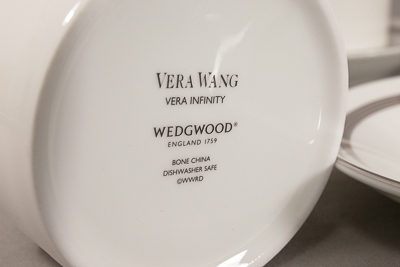 VERA WANG
VERA INFINITY
WEDGWOOD®
ENGLAND 1759
BONE CHINA
DISHWASHER SAFE
©WWRD